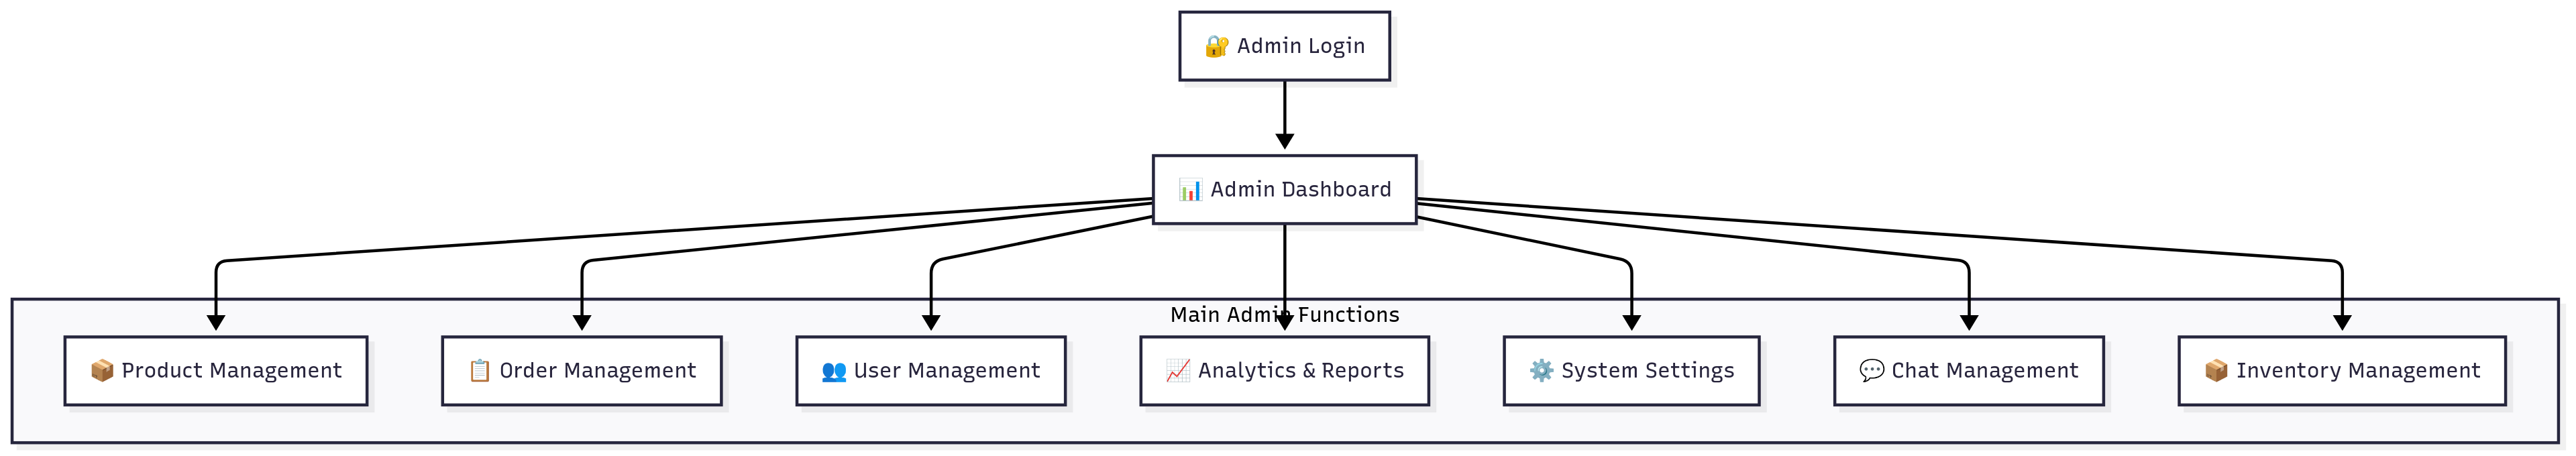 🔐 Admin Login
📊 Admin Dashboard
Main Admin Functions
📦 Product Management
📋 Order Management
👥 User Management
📈 Analytics & Reports
⚙️ System Settings
💬 Chat Management
📦 Inventory Management